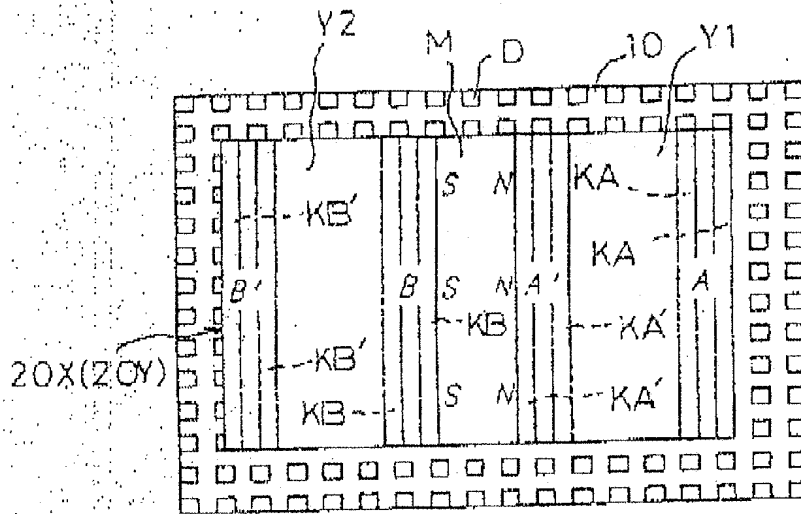 Y2 M D 10 Y1
S N KA
KB'
KA
B' B S N A' A
KB KA'
20X(20Y) KB'
KB S N KA'